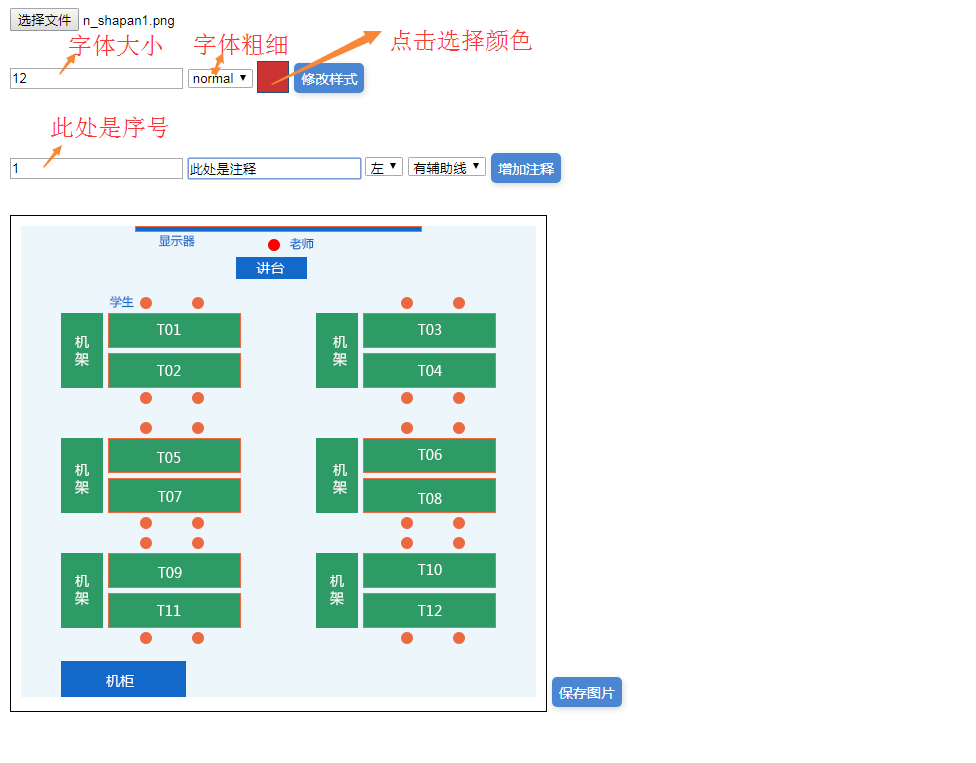 选择文件 n_shapan1.png
字体大小 字体粗细 点击选择颜色
12 normal 修改样式
此处是序号
1 此处是注释 左 有辅助线 增加注释
显示器 老师
讲台
学生
机架 T01 机架 T03
T02 T04
机架 T05 机架 T06
T07 T08
机架 T09 机架 T10
T11 T12
机柜 保存图片